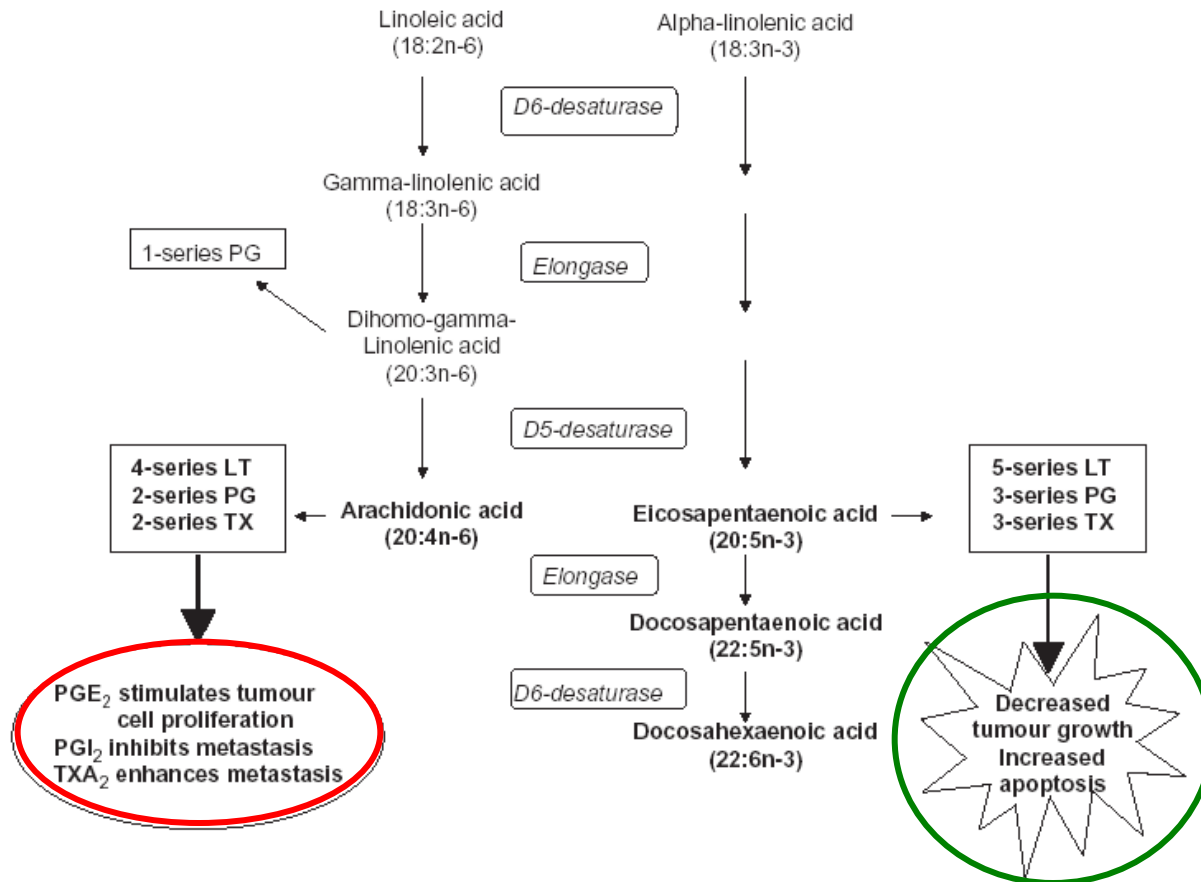 Linoleic acid
(18:2n-6)
Alpha-linolenic acid
(18:3n-3)
D6-desaturase
Gamma-linolenic acid
(18:3n-6)
1-series PG
Elongase
Dihomo-gamma-
Linolenic acid
(20:3n-6)
D5-desaturase
4-series LT
2-series PG
2-series TX
Arachidonic acid
(20:4n-6)
Eicosapentaenoic acid
(20:5n-3)
5-series LT
3-series PG
3-series TX
Elongase
Docosapentaenoic acid
(22:5n-3)
D6-desaturase
Docosahexaenoic acid
(22:6n-3)
PGE₂ stimulates tumour
cell proliferation
PGI₂ inhibits metastasis
TXA₂ enhances metastasis
Decreased
tumour growth
Increased
apoptosis